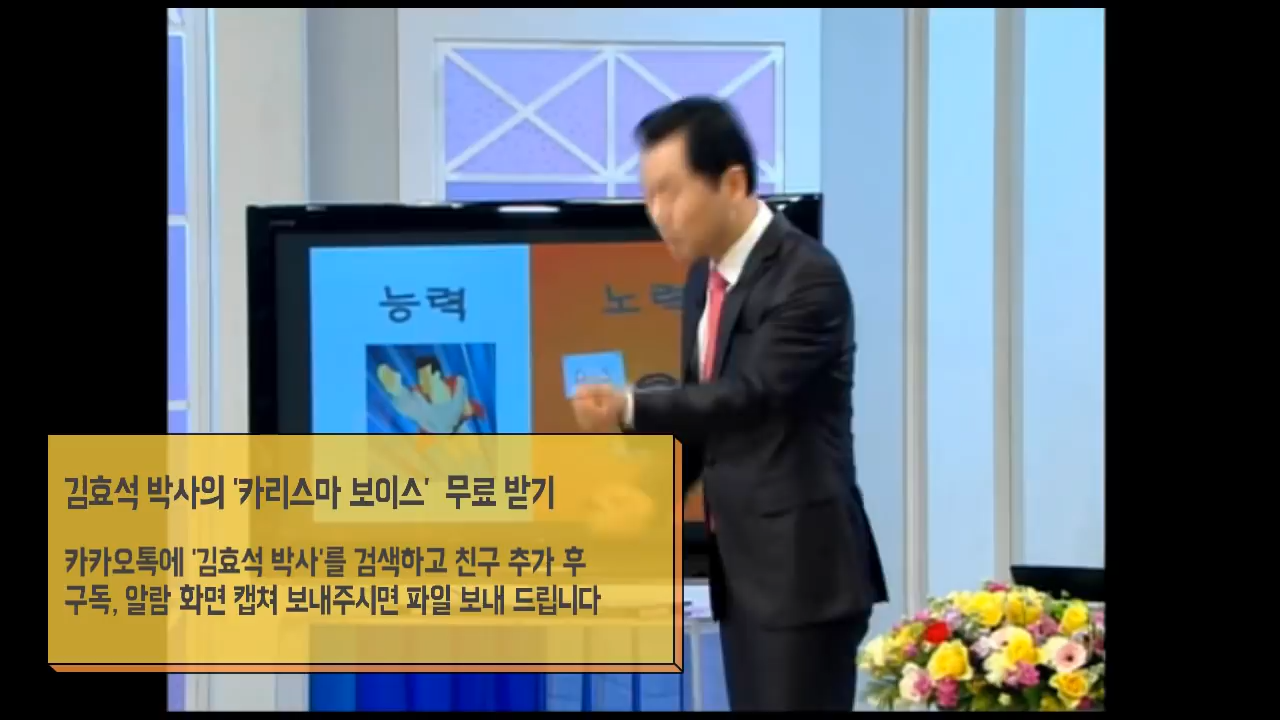 능력
노력
김효석 박사의 '카리스마 보이스' 무료 받기
카카오톡에 '김효석 박사'를 검색하고 친구 추가 후
구독, 알람 화면 캡쳐 보내주시면 파일 보내 드립니다